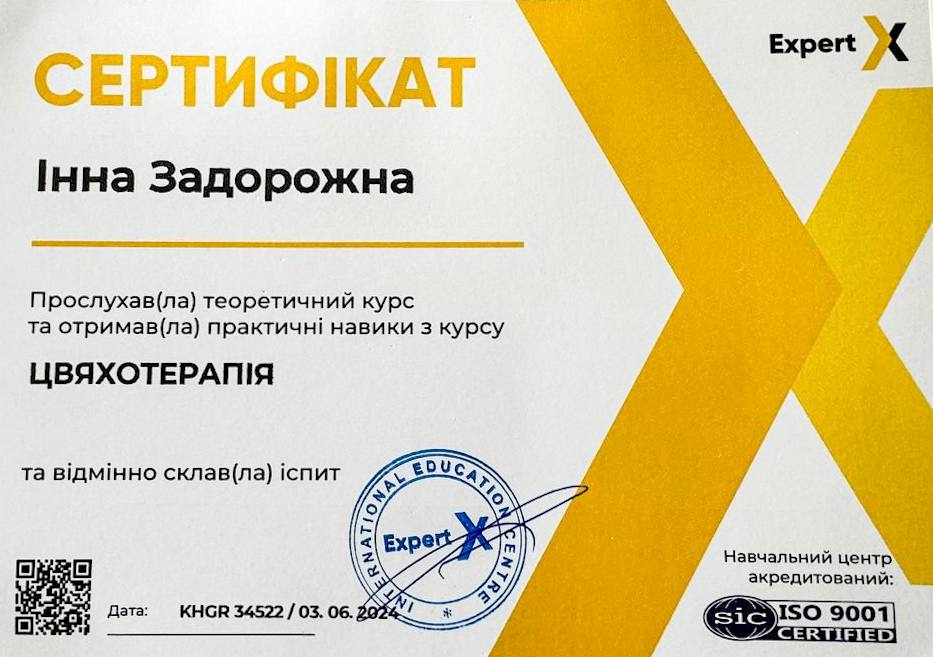 Expert X
СЕРТИФІКАТ
Інна Задорожна
Прослухав(ла) теоретичний курс
та отримав(ла) практичні навики з курсу
ЦВЯХОТЕРАПІЯ
та відмінно склав(ла) іспит
INTERNATIONAL EDUCATION CENTRE *
Expert X
Дата: KHGR 34522 / 03. 06. 2024
Навчальний центр
акредитований:
sic ISO 9001
CERTIFIED